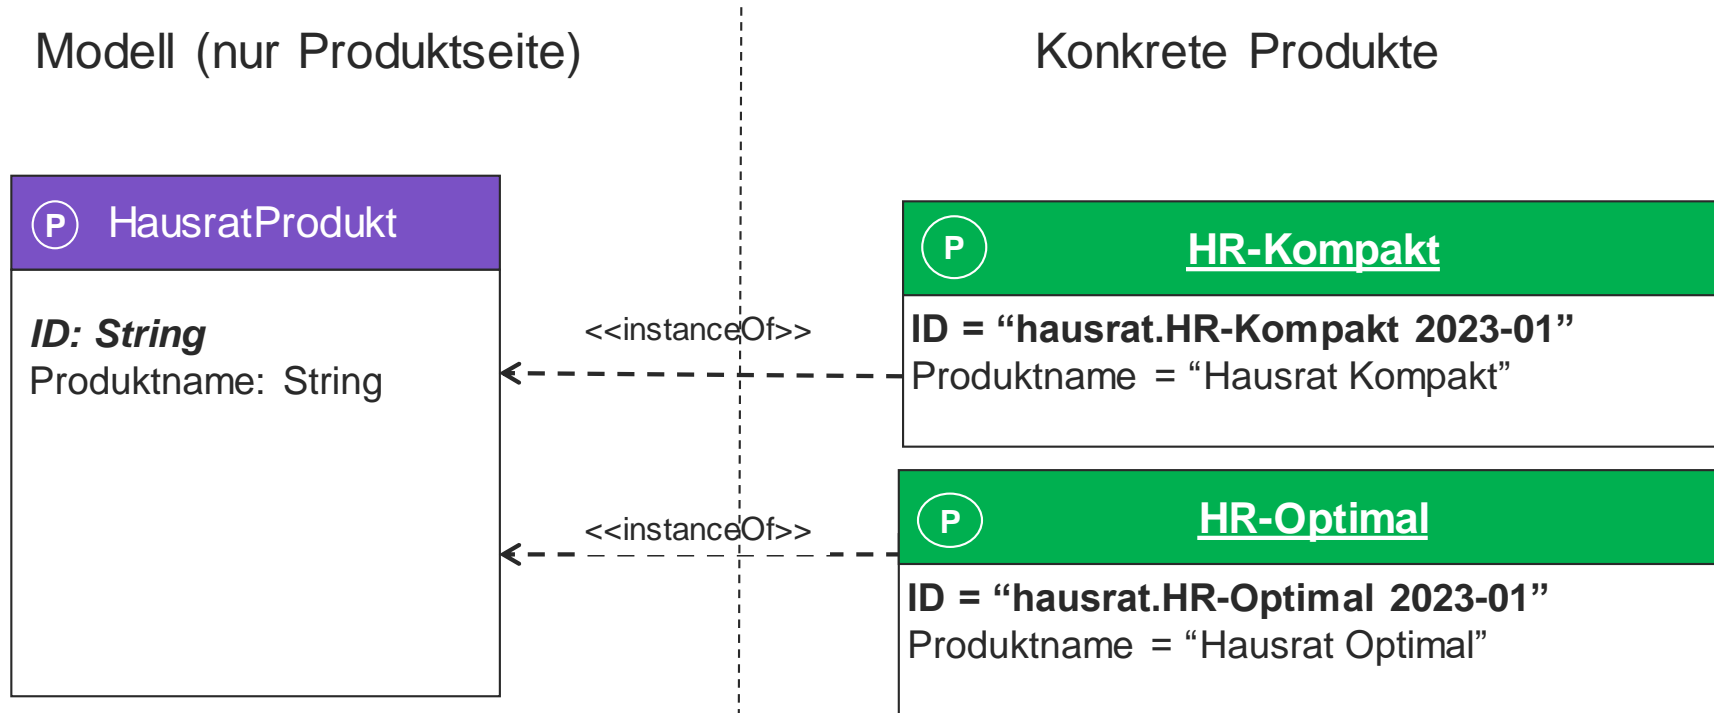 Modell (nur Produktseite)
Konkrete Produkte
P HausratProdukt
ID: String
Produktname: String
<<instanceOf>>
<<instanceOf>>
P HR-Kompakt
ID = “hausrat.HR-Kompakt 2023-01”
Produktname = “Hausrat Kompakt”
P HR-Optimal
ID = “hausrat.HR-Optimal 2023-01”
Produktname = “Hausrat Optimal”